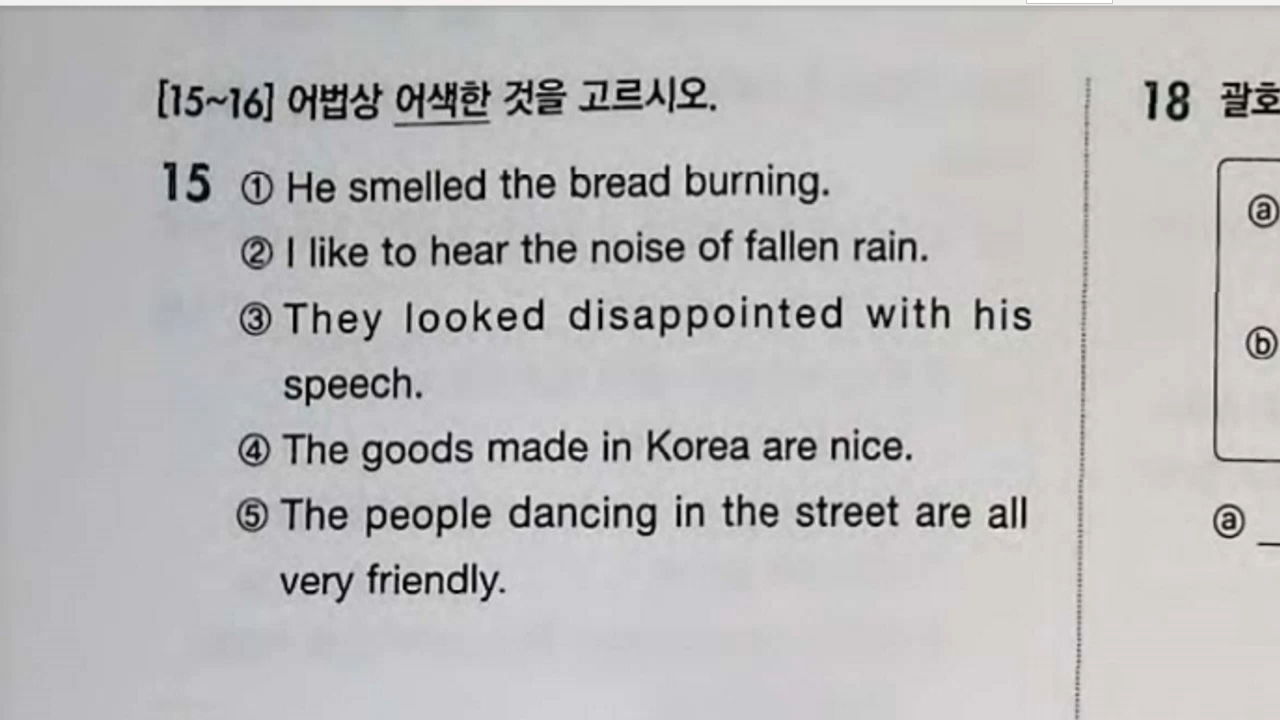 [15~16] 어법상 어색한 것을 고르시오.
15 ① He smelled the bread burning.
② I like to hear the noise of fallen rain.
③ They looked disappointed with his
speech.
④ The goods made in Korea are nice.
⑤ The people dancing in the street are all
very friendly.
18 괄호
ⓐ
ⓑ
ⓐ